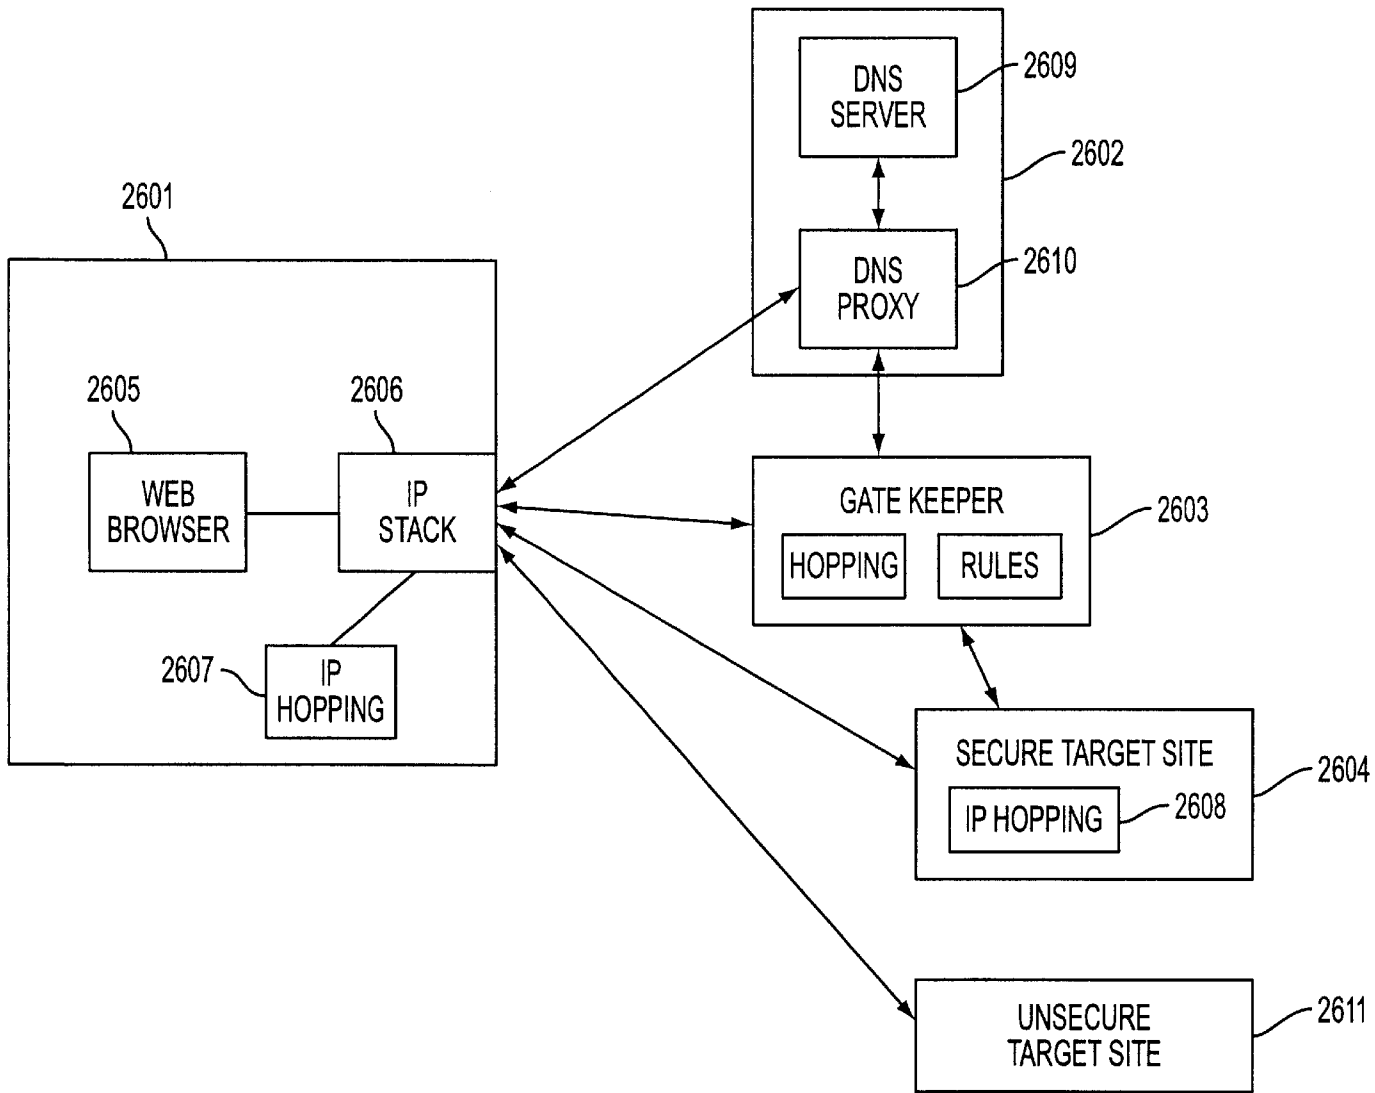 DNS
SERVER
2609
2602
2601
DNS
PROXY
2610
2605
2606
WEB
BROWSER
IP
STACK
GATE KEEPER
HOPPING
RULES
2603
2607
IP
HOPPING
SECURE TARGET SITE
IP HOPPING
2608
2604
UNSECURE
TARGET SITE
2611